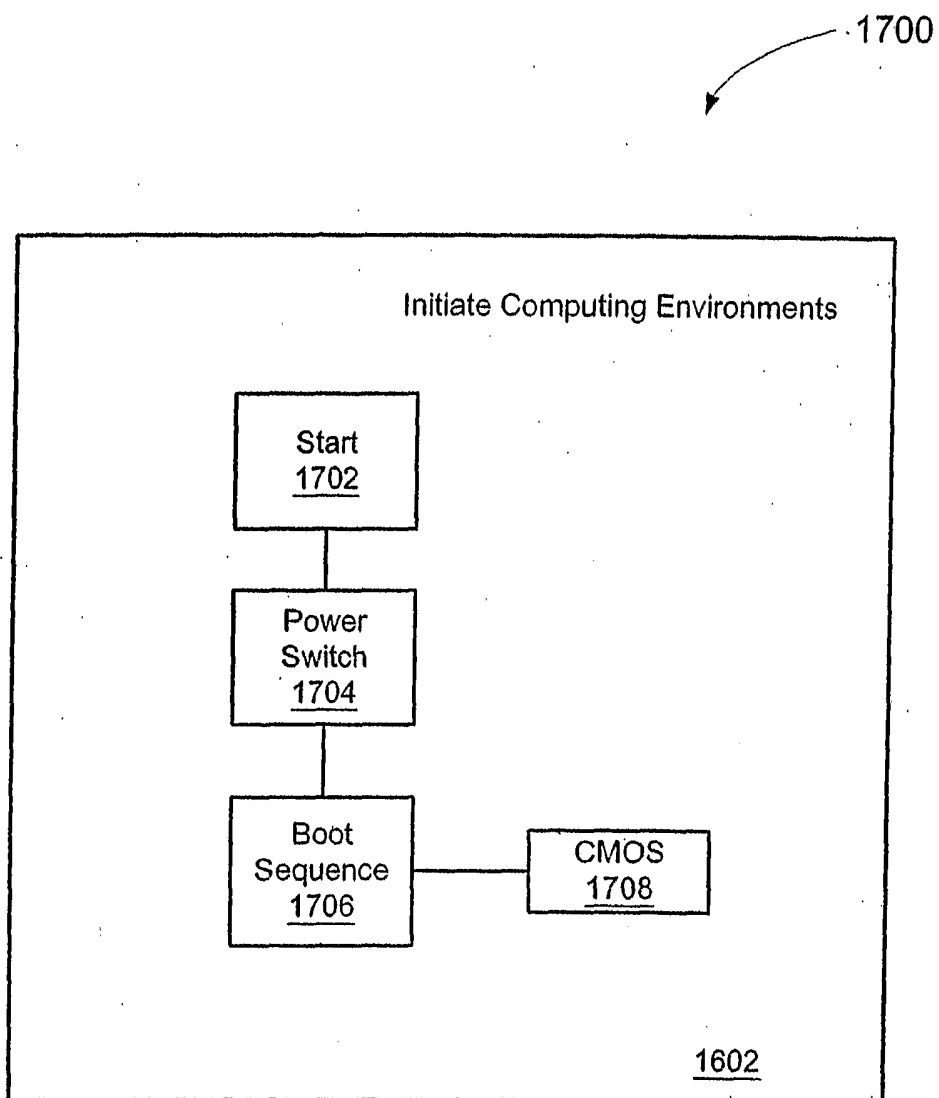 1700
Initiate Computing Environments
Start
1702
Power
Switch
1704
Boot
Sequence
1706
CMOS
1708
1602